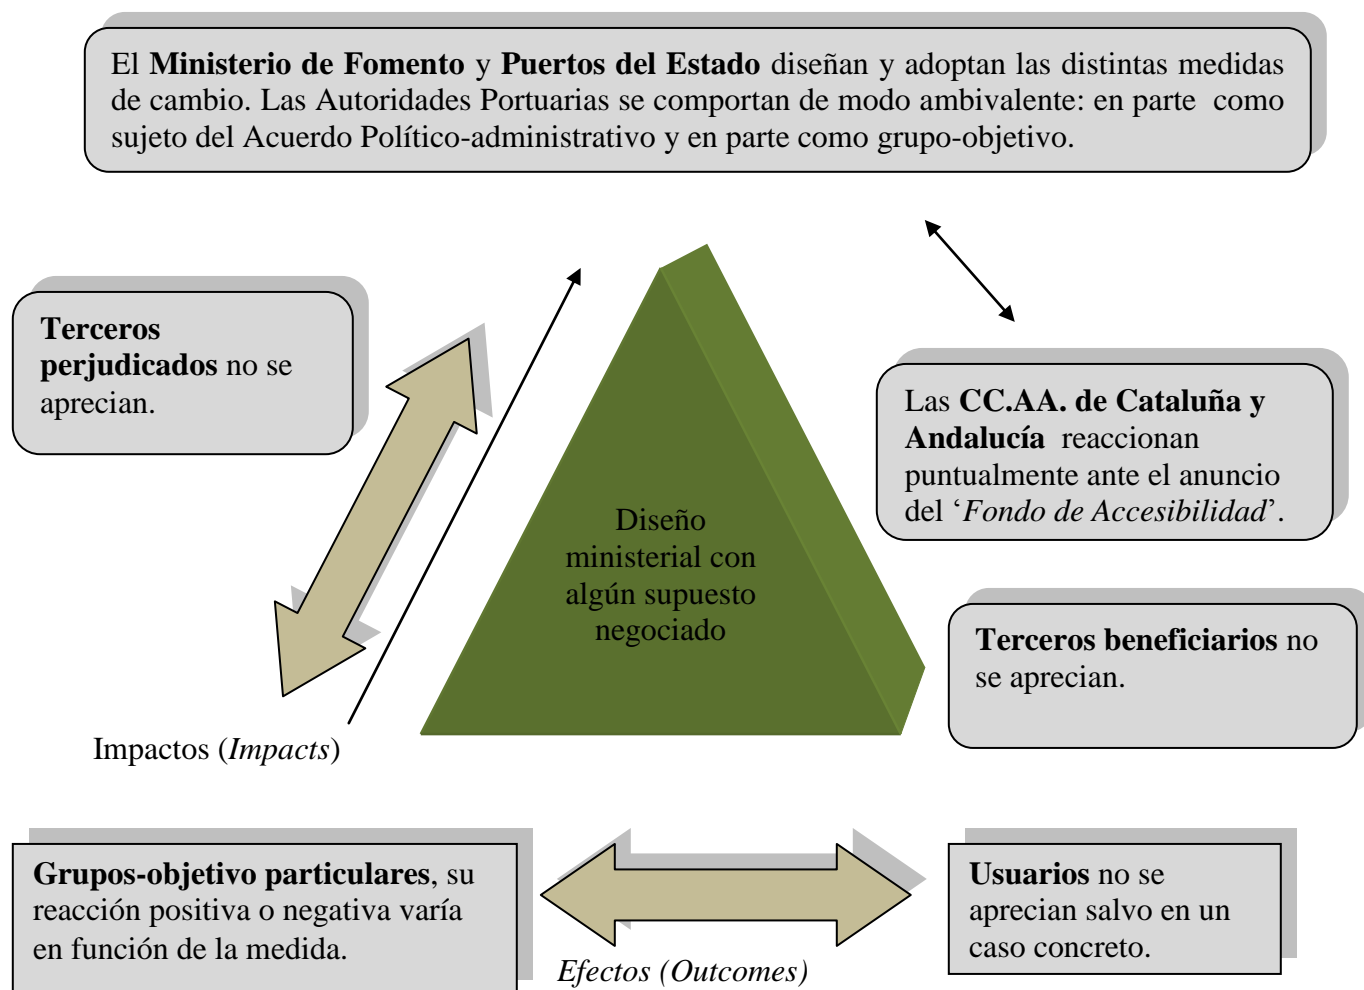 El Ministerio de Fomento y Puertos del Estado diseñan y adoptan las distintas medidas
de cambio. Las Autoridades Portuarias se comportan de modo ambivalente: en parte como
sujeto del Acuerdo Político-administrativo y en parte como grupo-objetivo.
Terceros
perjudicados no se
aprecian.
Las CC.AA. de Cataluña y
Andalucía reaccionan
puntualmente ante el anuncio
del ‘Fondo de Accesibilidad’.
Diseño
ministerial con
algún supuesto
negociado
Terceros beneficiarios no
se aprecian.
Impactos (Impacts)
Grupos-objetivo particulares, su
reacción positiva o negativa varía
en función de la medida.
Usuarios no se
aprecian salvo en un
caso concreto.
Efectos (Outcomes)